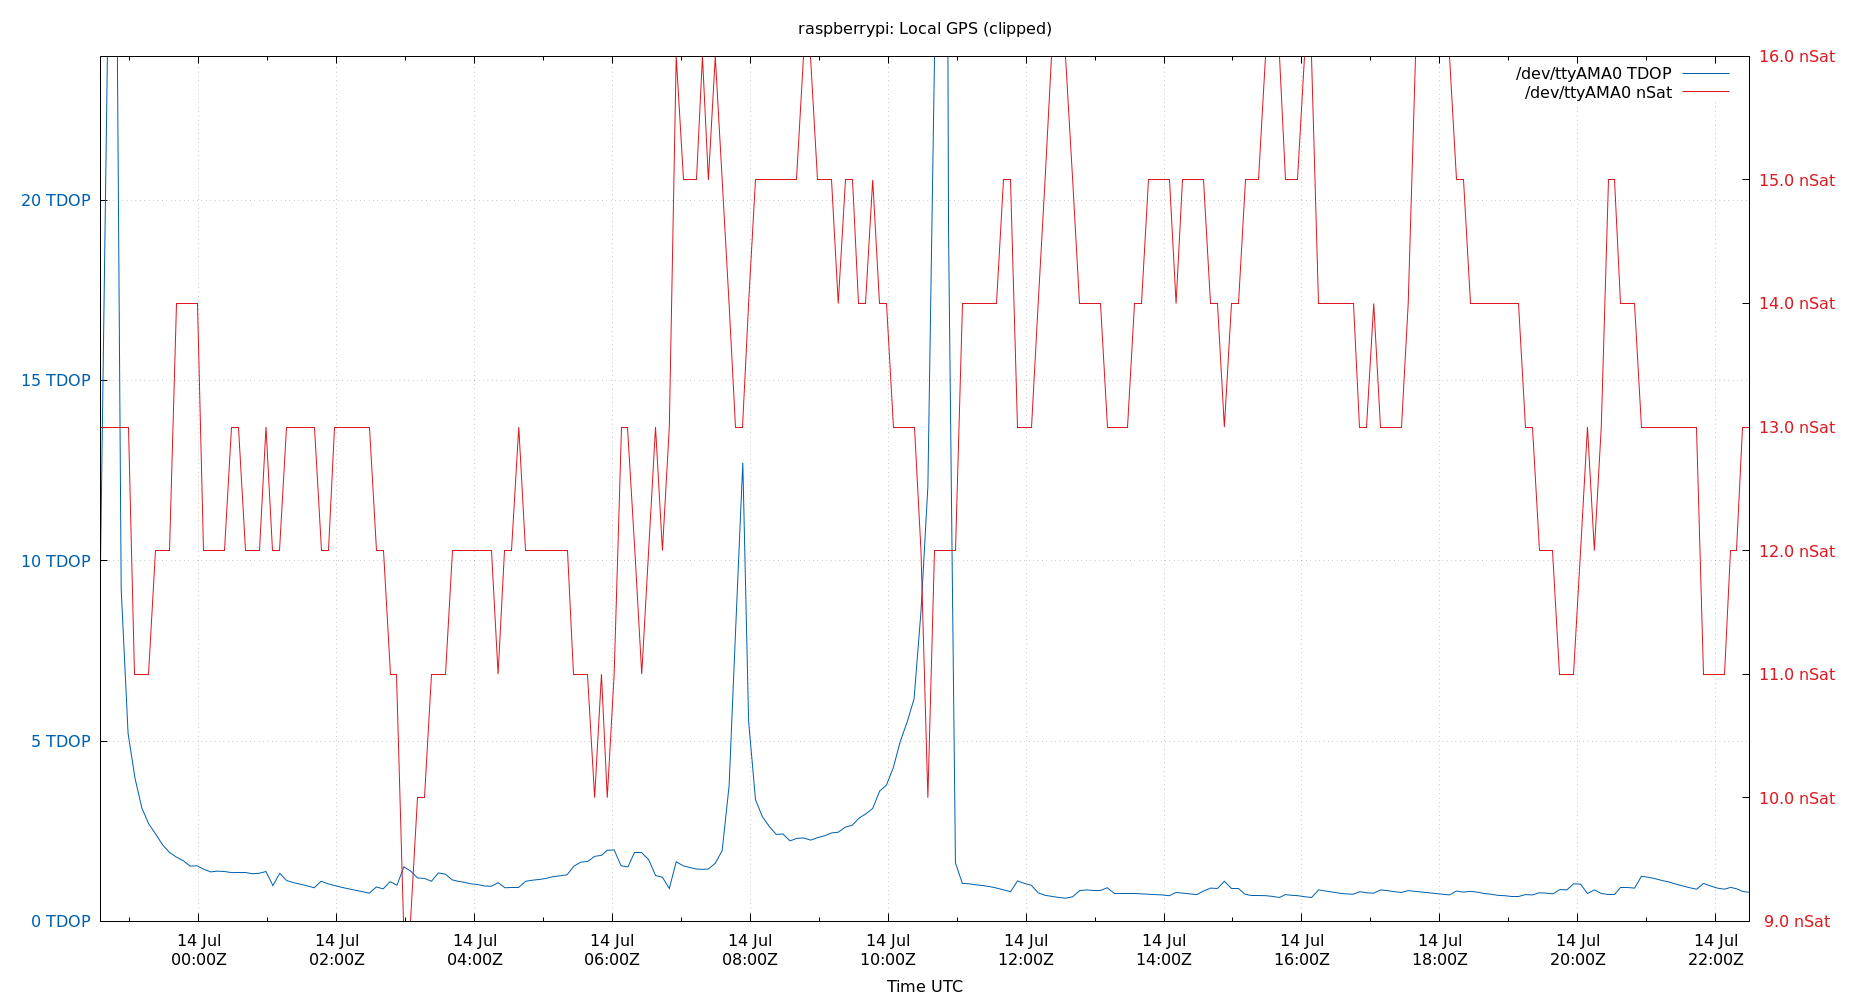 raspberrypi: Local GPS (clipped)
/dev/ttyAMA0 TDOP
/dev/ttyAMA0 nSat
20 TDOP
15 TDOP
10 TDOP
5 TDOP
0 TDOP
16.0 nSat
15.0 nSat
14.0 nSat
13.0 nSat
12.0 nSat
11.0 nSat
10.0 nSat
9.0 nSat
14 Jul 14 Jul 14 Jul 14 Jul 14 Jul 14 Jul 14 Jul 14 Jul 14 Jul 14 Jul 14 Jul 14 Jul
00:00Z 02:00Z 04:00Z 06:00Z 08:00Z 10:00Z 12:00Z 14:00Z 16:00Z 18:00Z 20:00Z 22:00Z
Time UTC